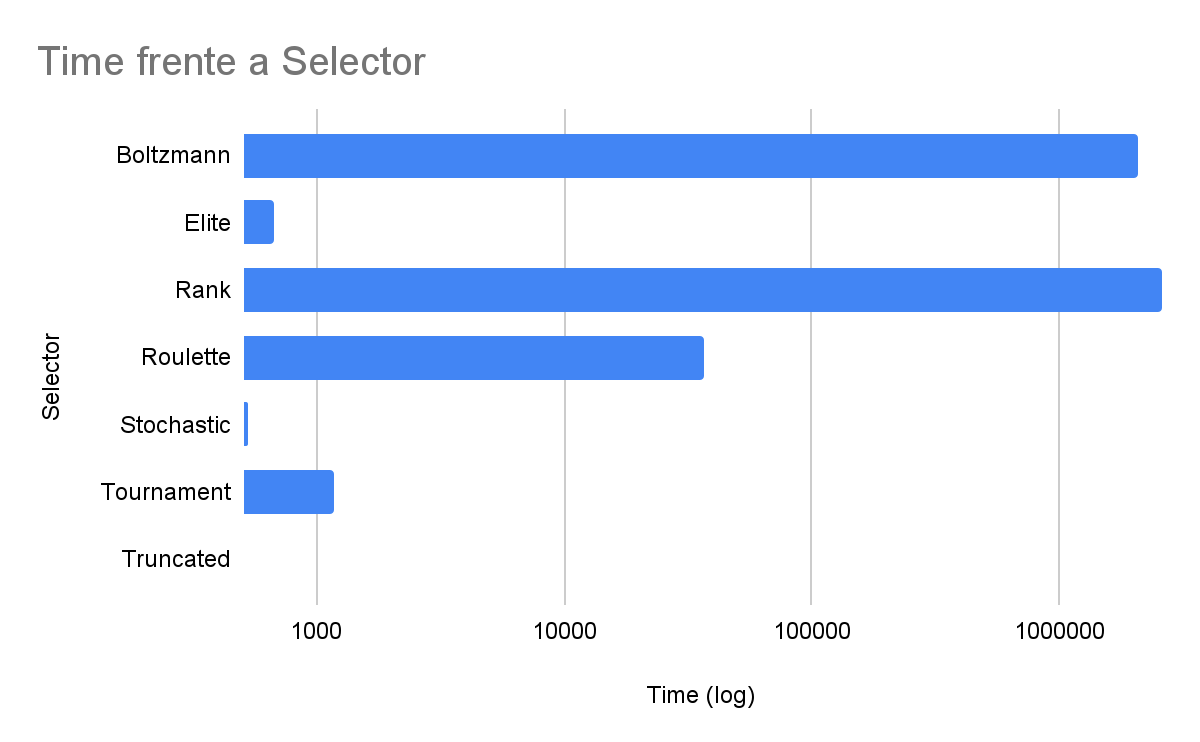 Time frente a Selector
Selector
Boltzmann
Elite
Rank
Roulette
Stochastic
Tournament
Truncated
1000 10000 100000 1000000
Time (log)